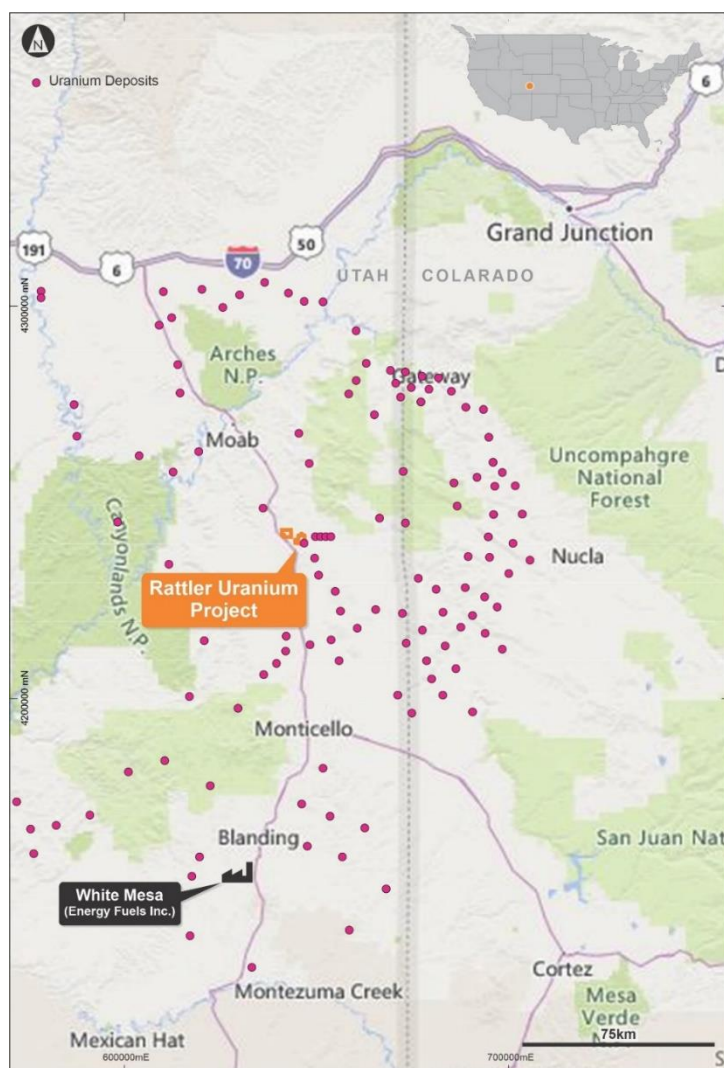 N
Uranium Deposits
6
Grand Junction
50
191
6
70
UTAH
COLARADO
4300000 mN
Arches
N.P.
Gateway
Moab
Uncompahgre
National
Forest
Canyonlands N.P.
Nucla
Rattler Uranium
Project
4200000 mN
Monticello
Blanding
San Juan Nat
White Mesa
(Energy Fuels Inc.)
Cortez
Montezuma Creek
Mesa
Verde
Mexican Hat
75km
600000mE
700000mE